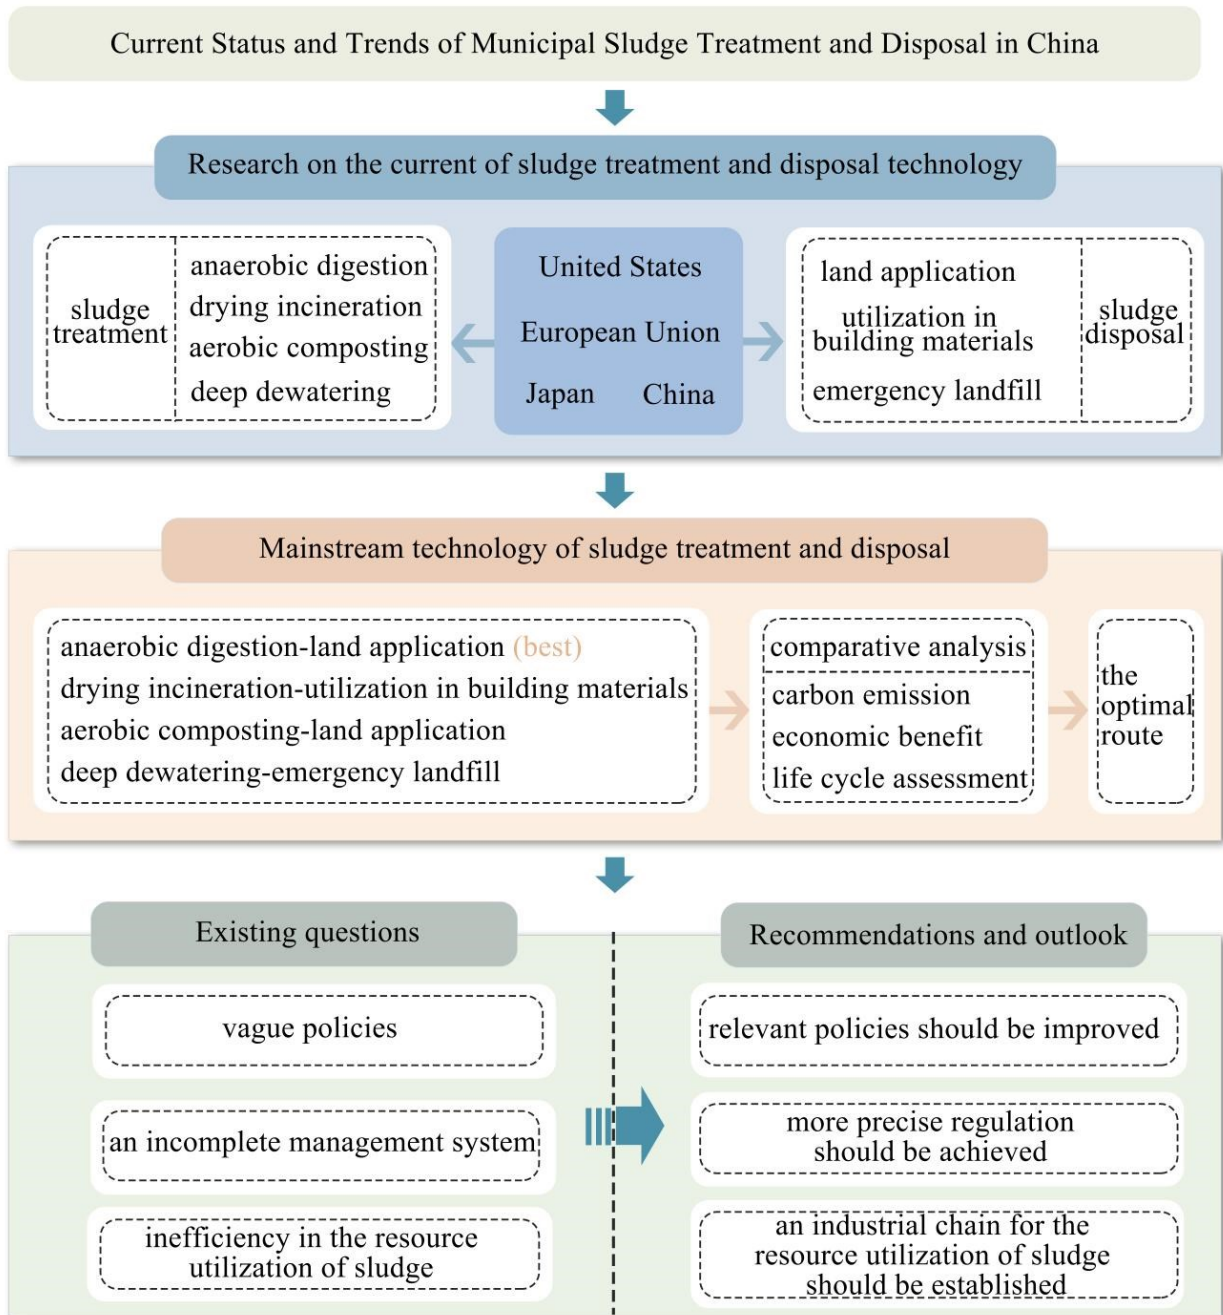 Current Status and Trends of Municipal Sludge Treatment and Disposal in China
Research on the current of sludge treatment and disposal technology
sludge
treatment
anaerobic digestion
drying incineration
aerobic composting
deep dewatering
United States
European Union
Japan China
land application
utilization in
building materials
emergency landfill
sludge
disposal
Mainstream technology of sludge treatment and disposal
anaerobic digestion-land application (best)
drying incineration-utilization in building materials
aerobic composting-land application
deep dewatering-emergency landfill
comparative analysis
carbon emission
economic benefit
life cycle assessment
the
optimal
route
Existing questions
vague policies
an incomplete management system
inefficiency in the resource
utilization of sludge
Recommendations and outlook
relevant policies should be improved
more precise regulation
should be achieved
an industrial chain for the
resource utilization of sludge
should be established